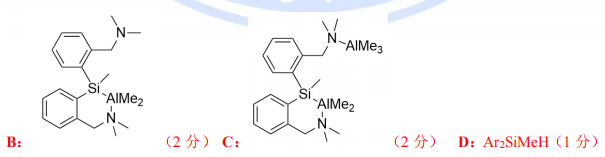 N
N
AlMe3
Si
AlMe2
N
Si
AlMe2
N
B: （2 分） C: （2 分） D: Ar2SiMeH（1 分）